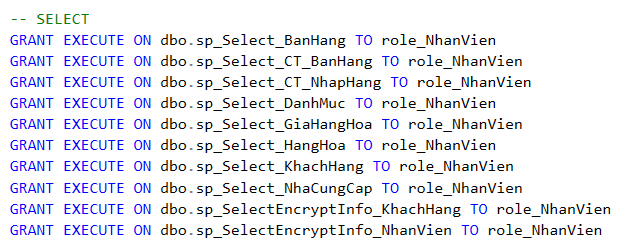 -- SELECT
GRANT EXECUTE ON dbo.sp_Select_BanHang TO role_NhanVien
GRANT EXECUTE ON dbo.sp_Select_CT_BanHang TO role_NhanVien
GRANT EXECUTE ON dbo.sp_Select_CT_NhapHang TO role_NhanVien
GRANT EXECUTE ON dbo.sp_Select_DanhMuc TO role_NhanVien
GRANT EXECUTE ON dbo.sp_Select_GiaHangHoa TO role_NhanVien
GRANT EXECUTE ON dbo.sp_Select_HangHoa TO role_NhanVien
GRANT EXECUTE ON dbo.sp_Select_KhachHang TO role_NhanVien
GRANT EXECUTE ON dbo.sp_Select_NhaCungCap TO role_NhanVien
GRANT EXECUTE ON dbo.sp_SelectEncryptInfo_KhachHang TO role_NhanVien
GRANT EXECUTE ON dbo.sp_SelectEncryptInfo_NhanVien TO role_NhanVien